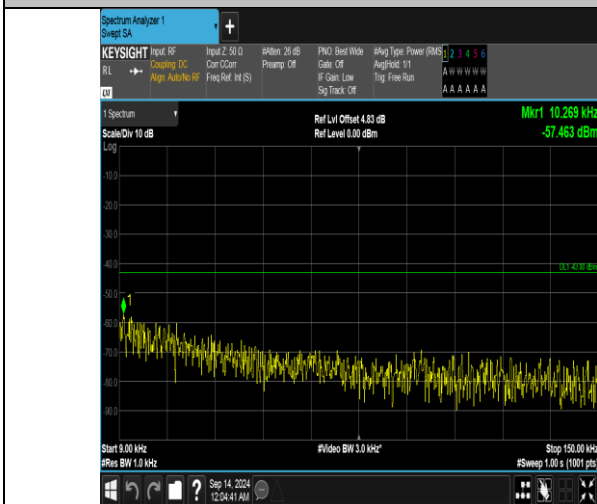 Spectrum Analyzer 1
Swept SA
+
KEYSIGHT Input: RF Input Z: 50 Ω #Atten: 26 dB PNO: Best Wide #Avg Type: Power (RMS 1 2 3 4 5 6
RL Coupling: DC Corr CCorr Preamp: Off Gate: Off Avg|Hold: 1/1 A W W W W W
Align: Auto/No RF Freq Ref: Int (S) IF Gain: Low Trig: Free Run
LXI Sig Track: Off A A A A A A
1 Spectrum Ref Lvl Offset 4.83 dB Mkr1 10.269 kHz
Scale/Div 10 dB Ref Level 0.00 dBm -57.463 dBm
Log
-10.0
-20.0
-30.0
-40.0
DL1 -43.00 dBm
-50.0
1
-60.0
-70.0
-80.0
-90.0
Start 9.00 kHz #Video BW 3.0 kHz* Stop 150.00 kHz
#Res BW 1.0 kHz #Sweep 1.00 s (1001 pts)
? Sep 14, 2024
12:04:41 AM